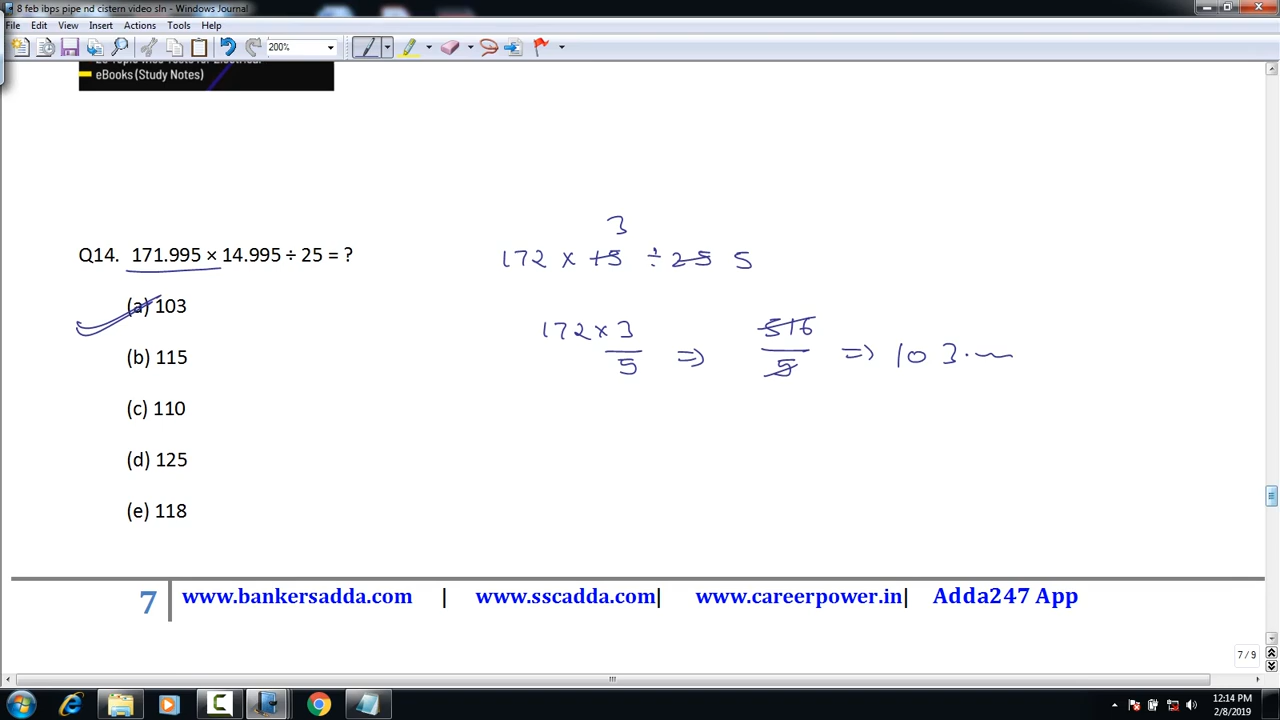 8 feb ibps pipe nd cistern video sln - Windows Journal
File Edit View Insert Actions Tools Help
200%
eBooks (Study Notes)
3
Q14. 171.995 × 14.995 ÷ 25 = ?
172 × 15 ÷ 25 5
(a) 103
172 × 3 516
5 => 5 => 103.
(b) 115
(c) 110
(d) 125
(e) 118
7 www.bankersadda.com | www.sscadda.com| www.careerpower.in| Adda247 App
7 / 9
12:14 PM
2/8/2019